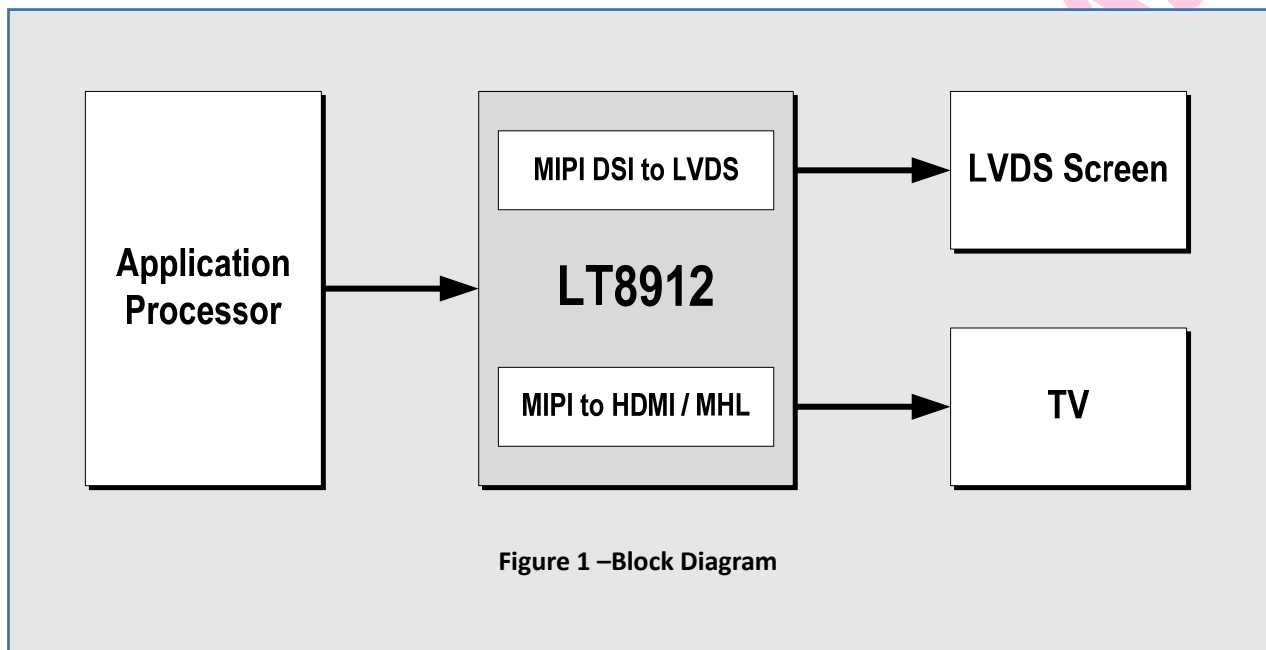 Application
Processor
MIPI DSI to LVDS
LT8912
MIPI to HDMI / MHL
LVDS Screen
TV
Figure 1 –Block Diagram